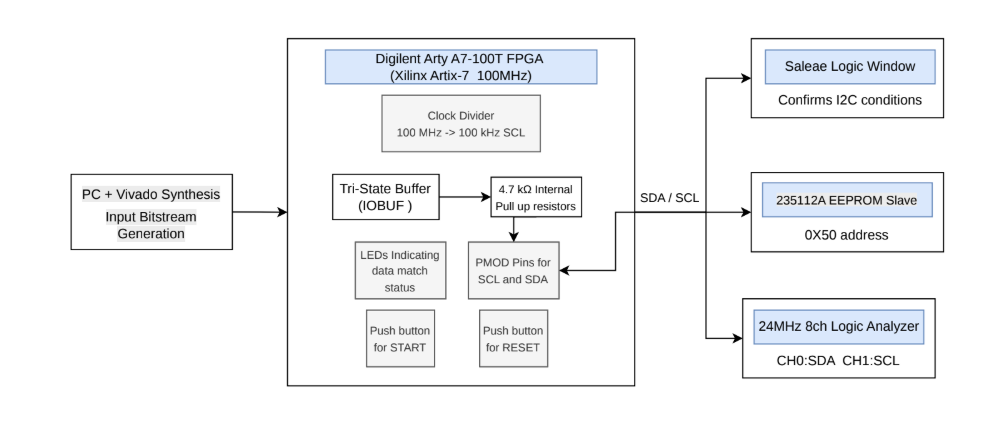 PC + Vivado Synthesis
Input Bitstream
Generation
Digilent Arty A7-100T FPGA
(Xilinx Artix-7 100MHz)
Clock Divider
100 MHz -> 100 kHz SCL
Tri-State Buffer
(IOBUF )
4.7 kΩ Internal
Pull up resistors
LEDs Indicating
data match
status
PMOD Pins for
SCL and SDA
Push button
for START
Push button
for RESET
SDA / SCL
Saleae Logic Window
Confirms I2C conditions
235112A EEPROM Slave
0X50 address
24MHz 8ch Logic Analyzer
CH0:SDA CH1:SCL